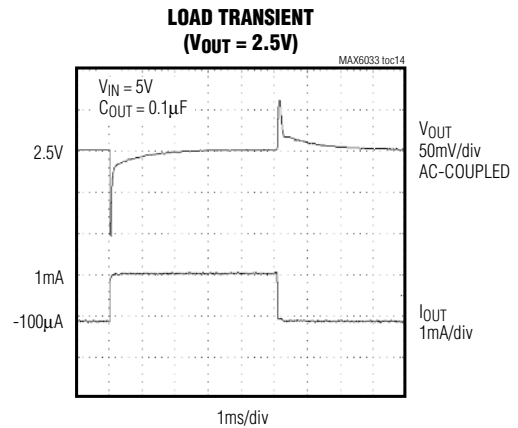 LOAD TRANSIENT
(VOUT = 2.5V)
MAX6033 toc14
VIN = 5V
COUT = 0.1μF
2.5V
VOUT
50mV/div
AC-COUPLED
1mA
-100μA
IOUT
1mA/div
1ms/div